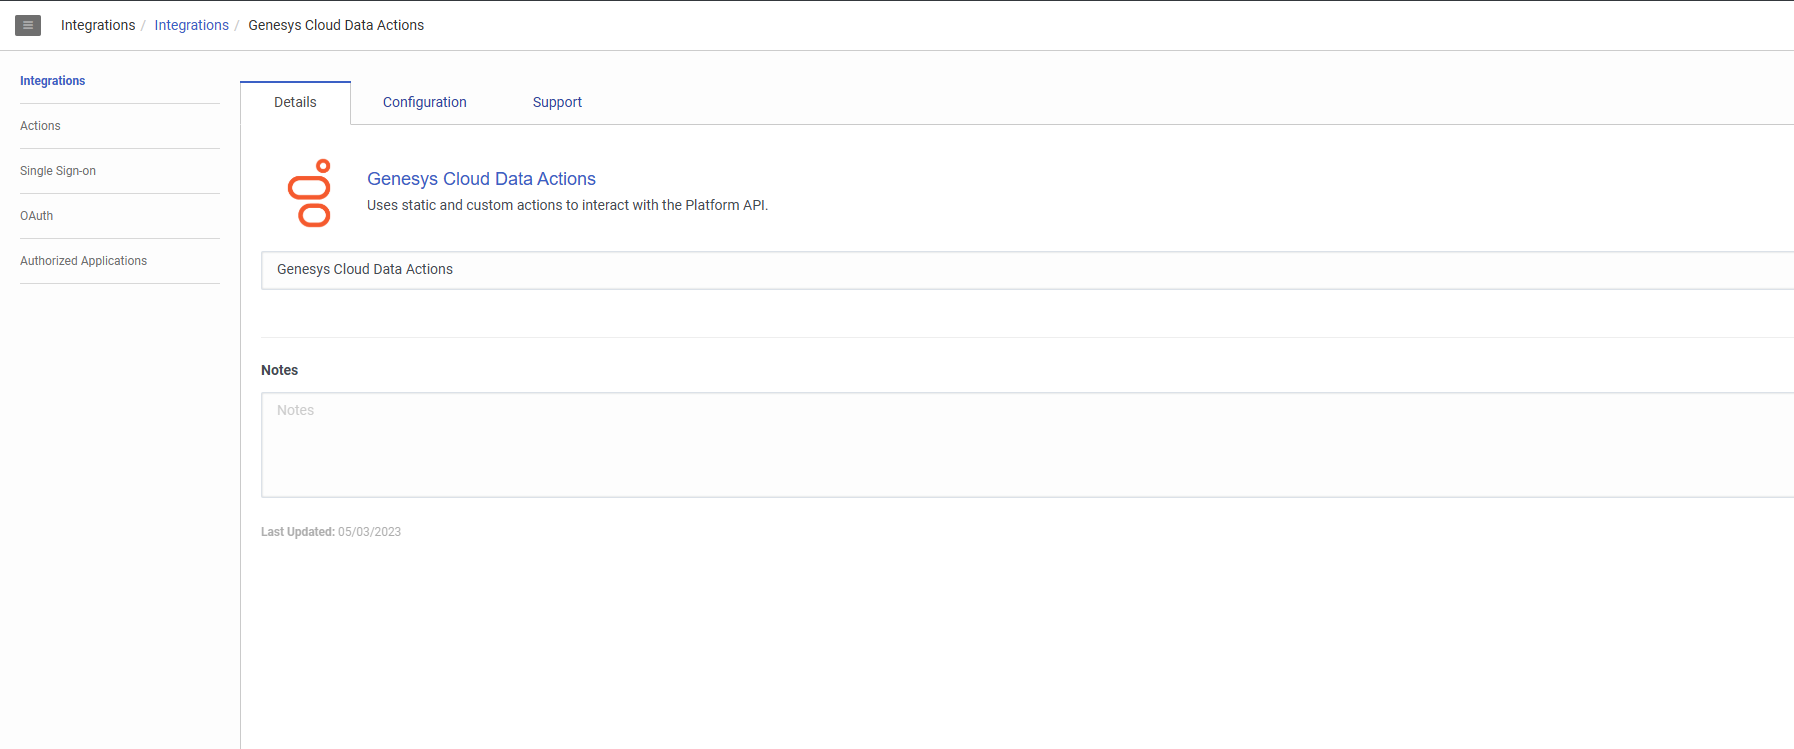 Integrations / Integrations / Genesys Cloud Data Actions
Integrations
Actions
Single Sign-on
OAuth
Authorized Applications
Details Configuration Support
Genesys Cloud Data Actions
Uses static and custom actions to interact with the Platform API.
Genesys Cloud Data Actions
Notes
Notes
Last Updated: 05/03/2023